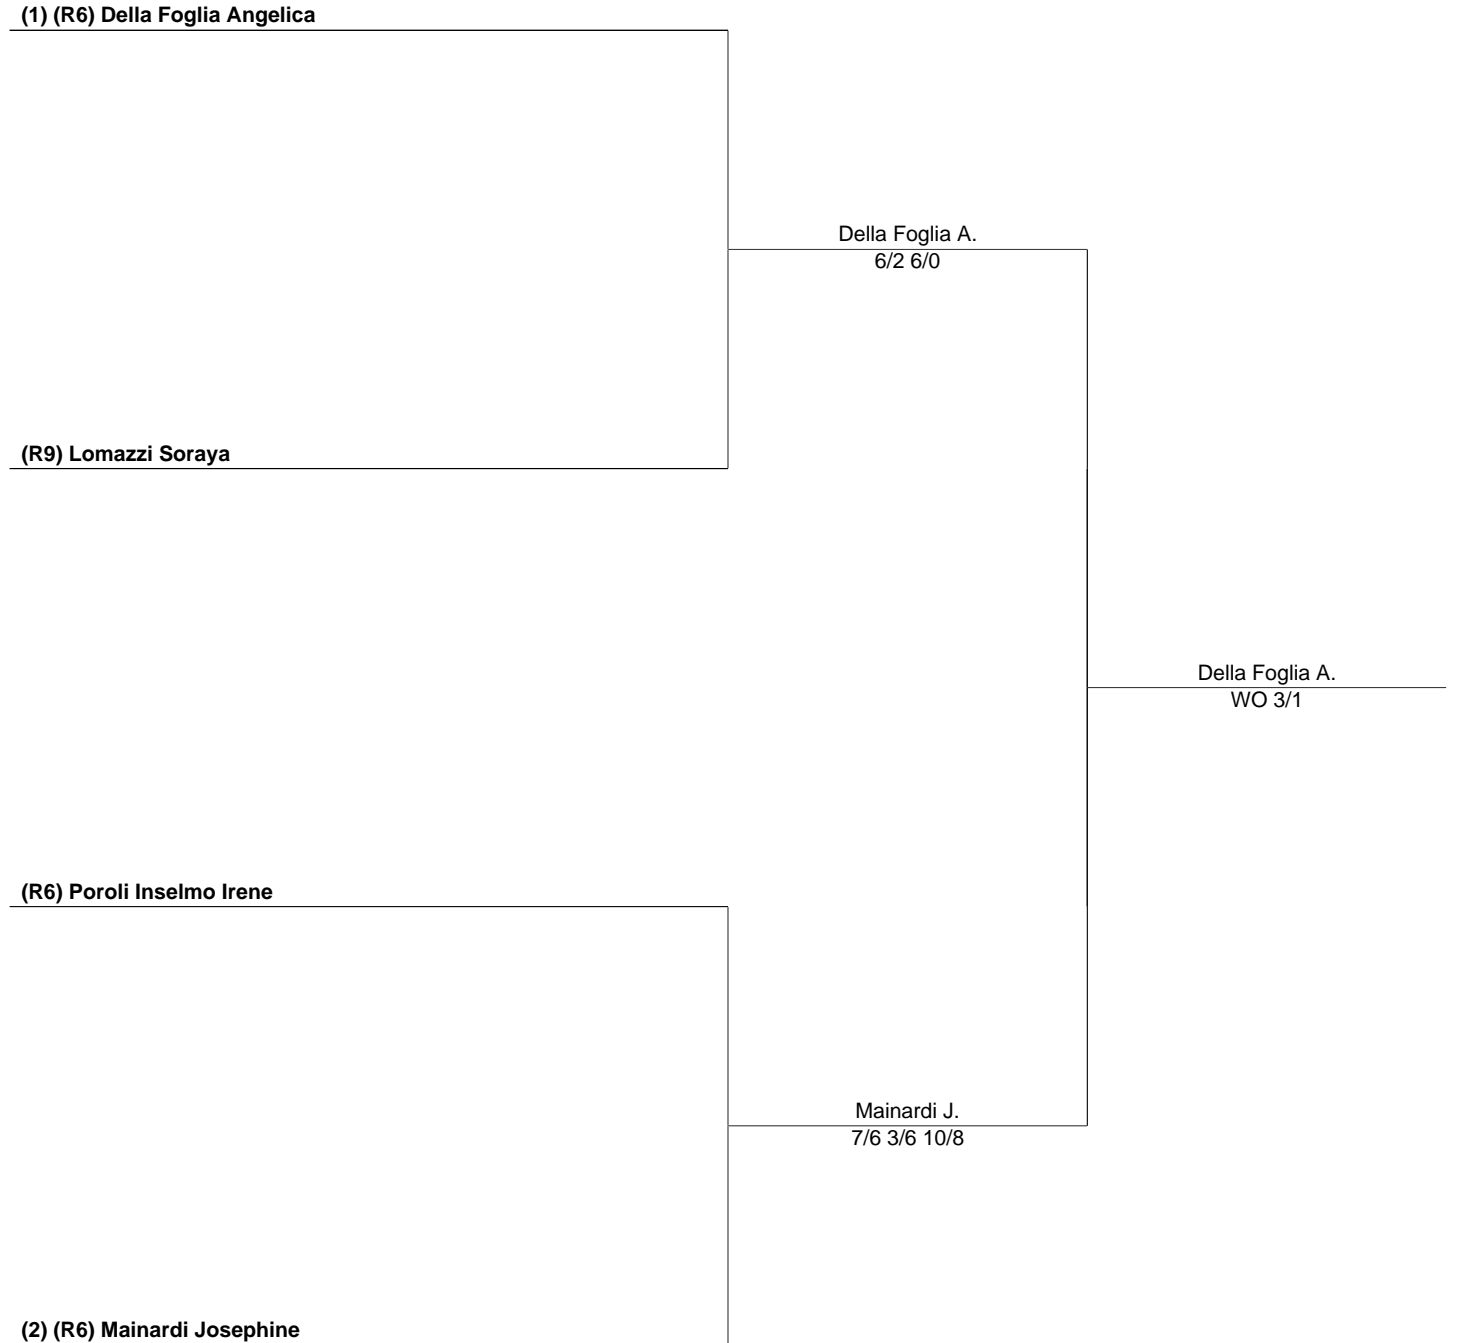 (1) (R6) Della Foglia Angelica
Della Foglia A.
6/2 6/0
(R9) Lomazzi Soraya
Della Foglia A.
WO 3/1
(R6) Poroli Inselmo Irene
Mainardi J.
7/6 3/6 10/8
(2) (R6) Mainardi Josephine